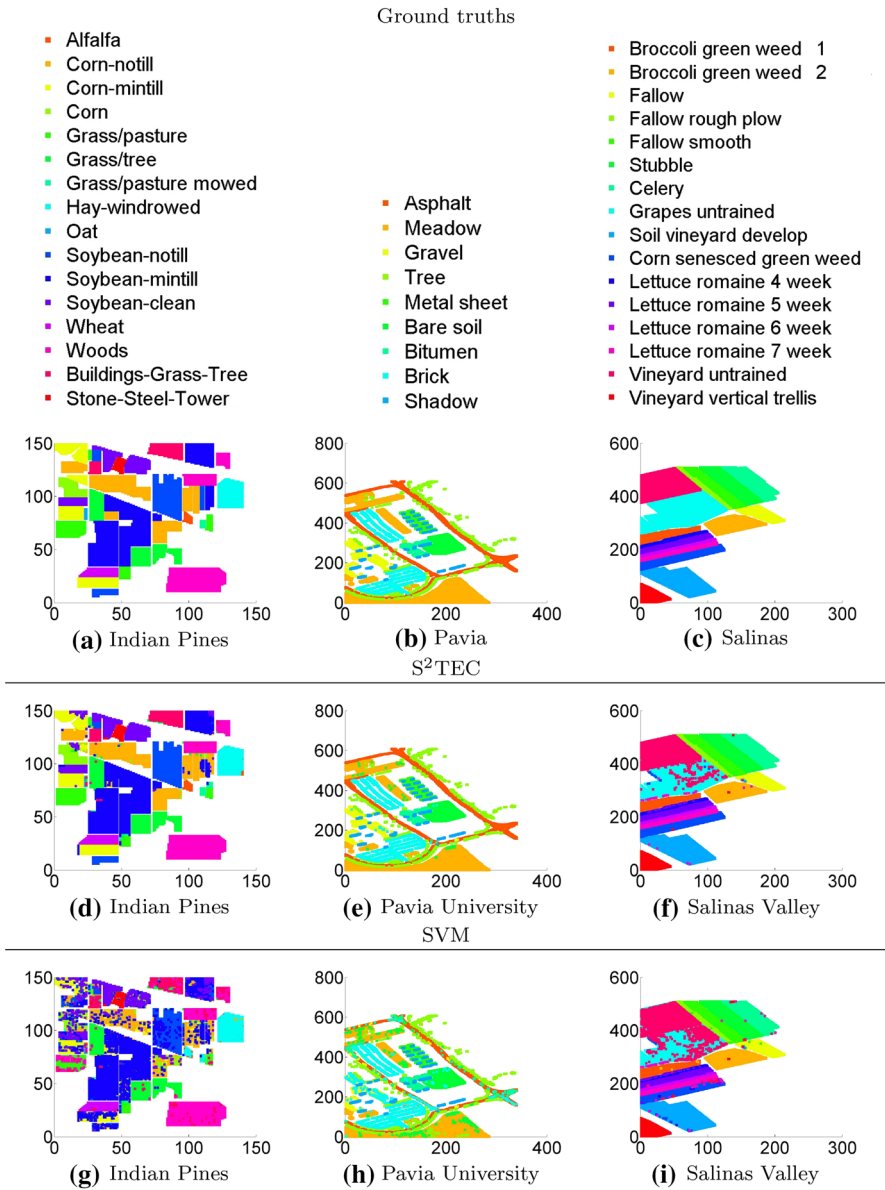 Ground truths
Alfalfa
Corn-notill
Corn-mintill
Corn
Grass/pasture
Grass/tree
Grass/pasture mowed
Hay-windrowed
Oat
Soybean-notill
Soybean-mintill
Soybean-clean
Wheat
Woods
Buildings-Grass-Tree
Stone-Steel-Tower
Asphalt
Meadow
Gravel
Tree
Metal sheet
Bare soil
Bitumen
Brick
Shadow
Broccoli green weed 1
Broccoli green weed 2
Fallow
Fallow rough plow
Fallow smooth
Stubble
Celery
Grapes untrained
Soil vineyard develop
Corn senesced green weed
Lettuce romaine 4 week
Lettuce romaine 5 week
Lettuce romaine 6 week
Lettuce romaine 7 week
Vineyard untrained
Vineyard vertical trellis
150
100
50
0
0 50 100 150
(a) Indian Pines
800
600
400
200
0
0 200 400
(b) Pavia
600
400
200
0
0 100 200 300
(c) Salinas
S²TEC
150
100
50
0
0 50 100 150
(d) Indian Pines
800
600
400
200
0
0 200 400
(e) Pavia University
600
400
200
0
0 100 200 300
(f) Salinas Valley
SVM
150
100
50
0
0 50 100 150
(g) Indian Pines
800
600
400
200
0
0 200 400
(h) Pavia University
600
400
200
0
0 100 200 300
(i) Salinas Valley